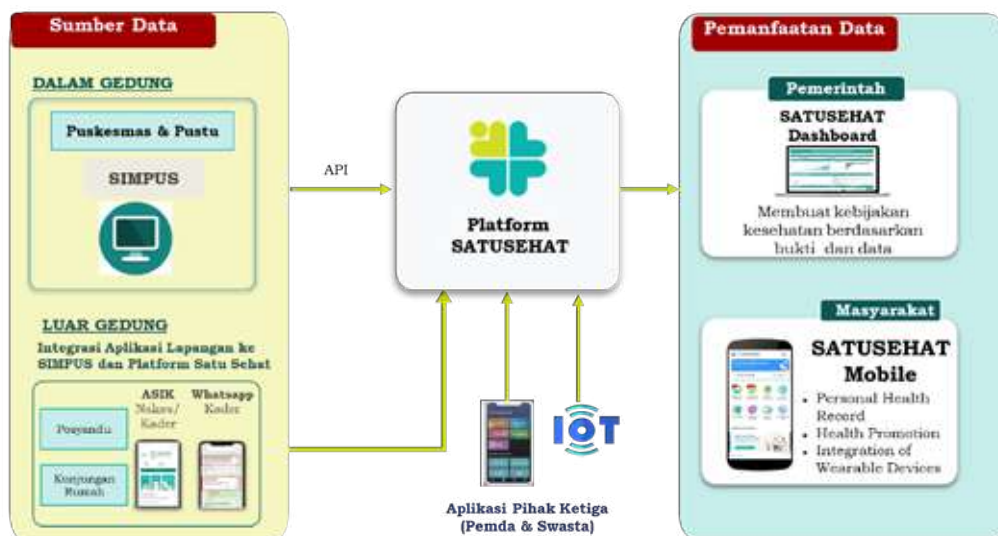 Sumber Data
DALAM GEDUNG
Puskesmas & Pustu
SIMPUS
LUAR GEDUNG
Integrasi Aplikasi Lapangan ke
SIMPUS dan Platform Satu Sehat
Posyandu
Kunjungan
Rumah
ASIK
Nakes/
Kader
Whatsapp
Kader
API
Platform
SATUSEHAT
IOT
Aplikasi Pihak Ketiga
(Pemda & Swasta)
Pemanfaatan Data
Pemerintah
SATUSEHAT
Dashboard
Membuat kebijakan
kesehatan berdasarkan
bukti dan data
Masyarakat
SATUSEHAT
Mobile
• Personal Health
Record
• Health Promotion
• Integration of
Wearable Devices